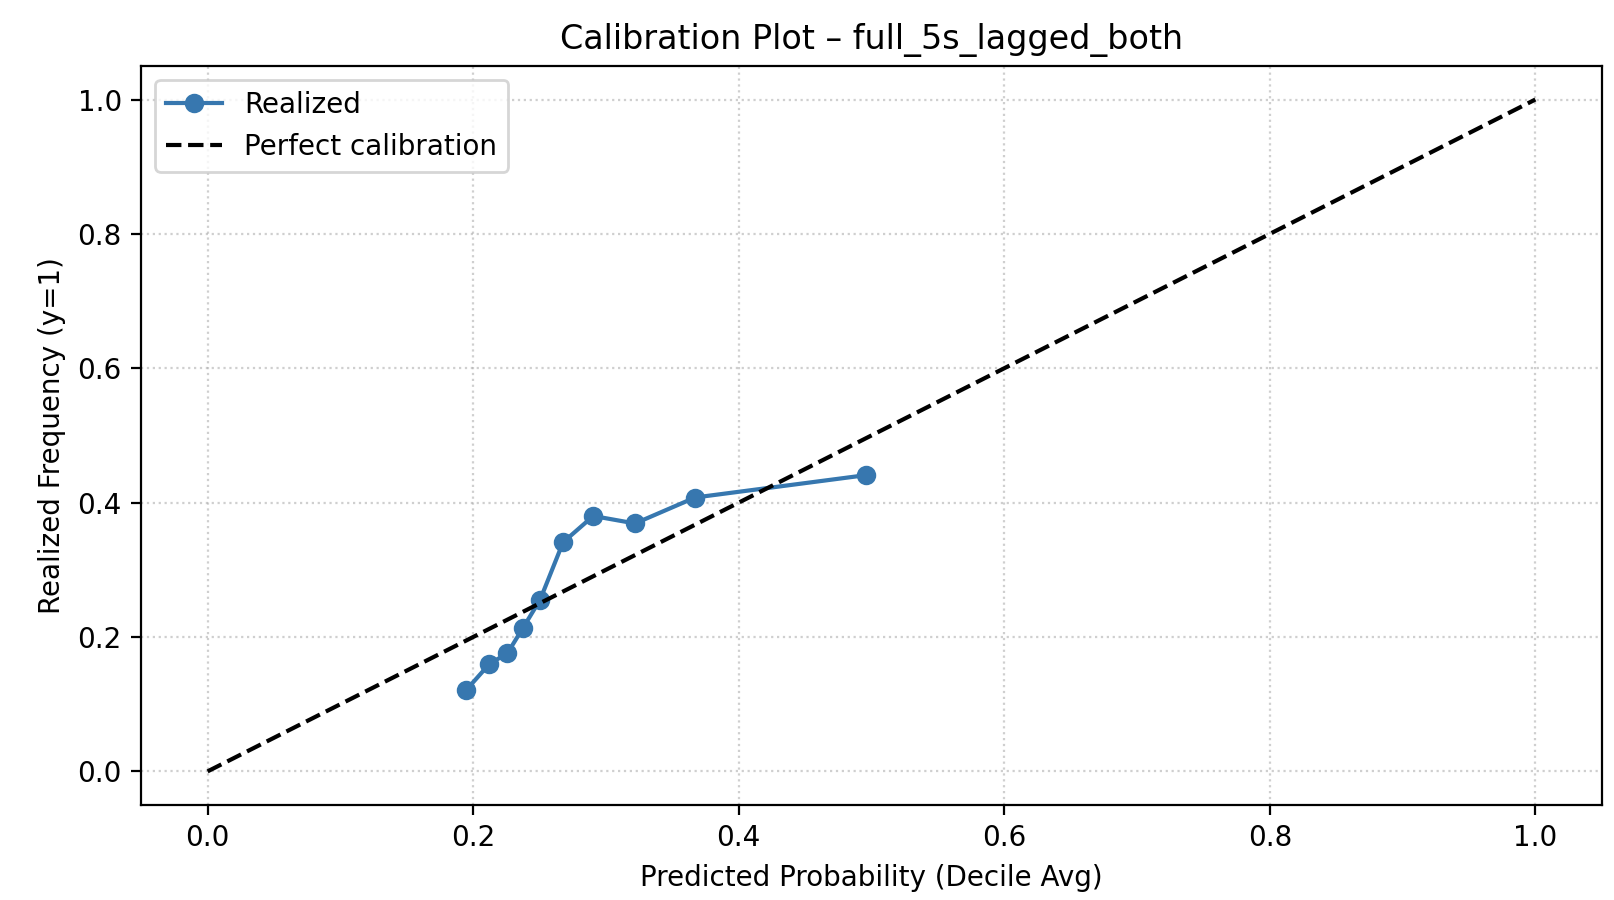 Calibration Plot – full_5s_lagged_both
Realized
Perfect calibration
Realized Frequency (y=1)
1.0
0.8
0.6
0.4
0.2
0.0
0.0 0.2 0.4 0.6 0.8 1.0
Predicted Probability (Decile Avg)